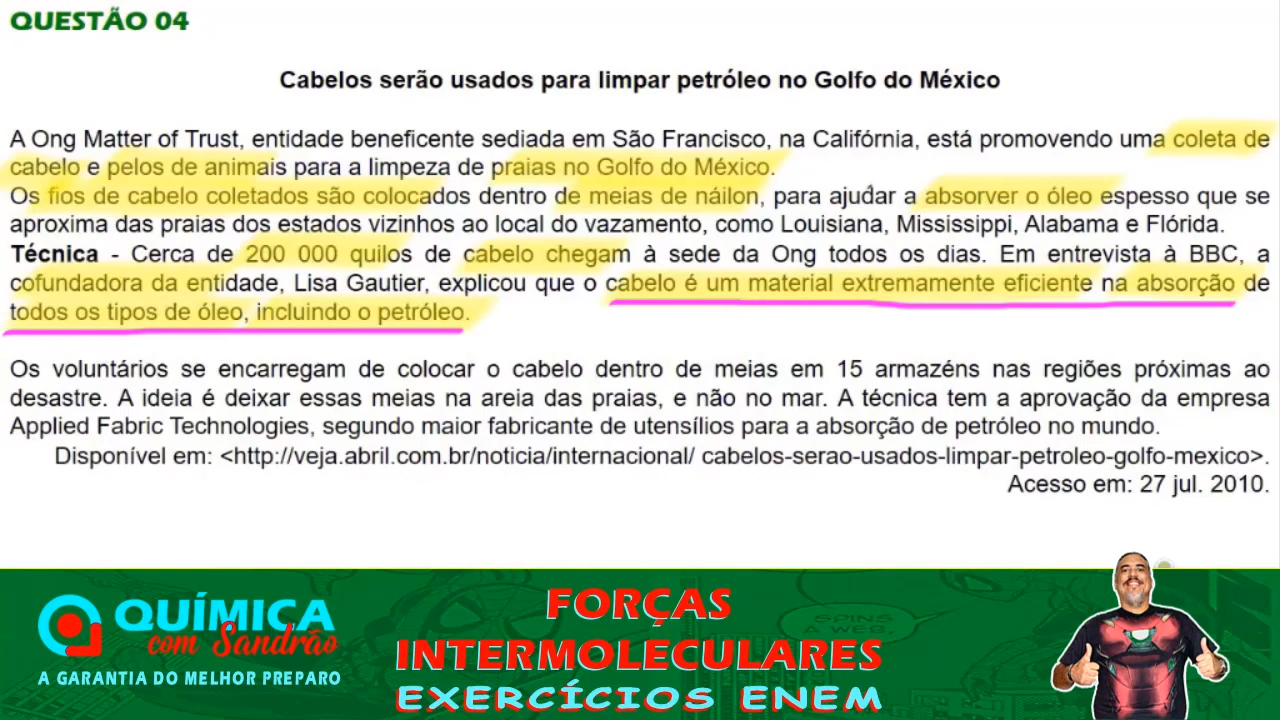 QUESTÃO 04
Cabelos serão usados para limpar petróleo no Golfo do México
A Ong Matter of Trust, entidade beneficente sediada em São Francisco, na Califórnia, está promovendo uma coleta de
cabelo e pelos de animais para a limpeza de praias no Golfo do México.
Os fios de cabelo coletados são colocados dentro de meias de náilon, para ajudar a absorver o óleo espesso que se
aproxima das praias dos estados vizinhos ao local do vazamento, como Louisiana, Mississippi, Alabama e Flórida.
Técnica - Cerca de 200 000 quilos de cabelo chegam à sede da Ong todos os dias. Em entrevista à BBC, a
cofundadora da entidade, Lisa Gautier, explicou que o cabelo é um material extremamente eficiente na absorção de
todos os tipos de óleo, incluindo o petróleo.
Os voluntários se encarregam de colocar o cabelo dentro de meias em 15 armazéns nas regiões próximas ao
desastre. A ideia é deixar essas meias na areia das praias, e não no mar. A técnica tem a aprovação da empresa
Applied Fabric Technologies, segundo maior fabricante de utensílios para a absorção de petróleo no mundo.
Disponível em: <http://veja.abril.com.br/noticia/internacional/ cabelos-serao-usados-limpar-petroleo-golfo-mexico>.
Acesso em: 27 jul. 2010.
QUÍMICA
com Sandrão
A GARANTIA DO MELHOR PREPARO
FORÇAS
INTERMOLECULARES
EXERCÍCIOS ENEM
SPINS
A WEB,